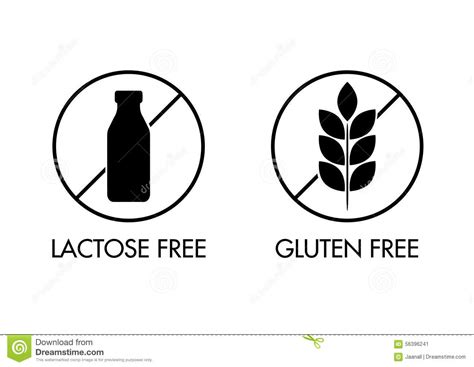 LACTOSE FREE
GLUTEN FREE
Download from
Dreamstime.com
This watermarked comp image is for previewing purposes only.
56396241
Jaanall | Dreamstime.com